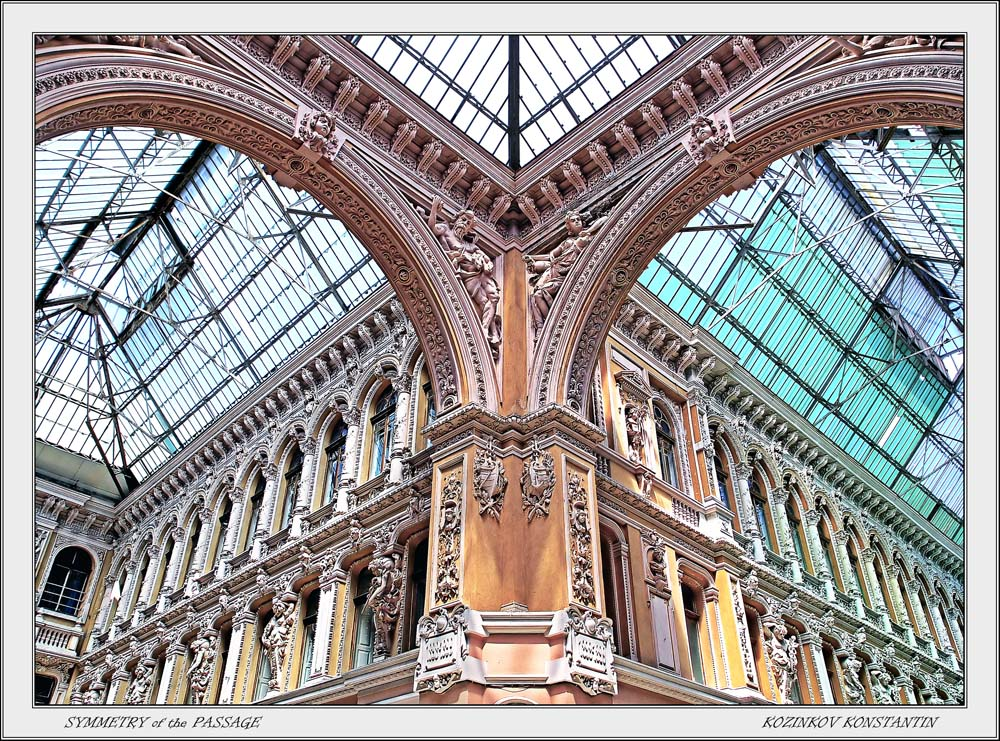 SYMMETRY of the PASSAGE
KOZINKOV KONSTANTIN